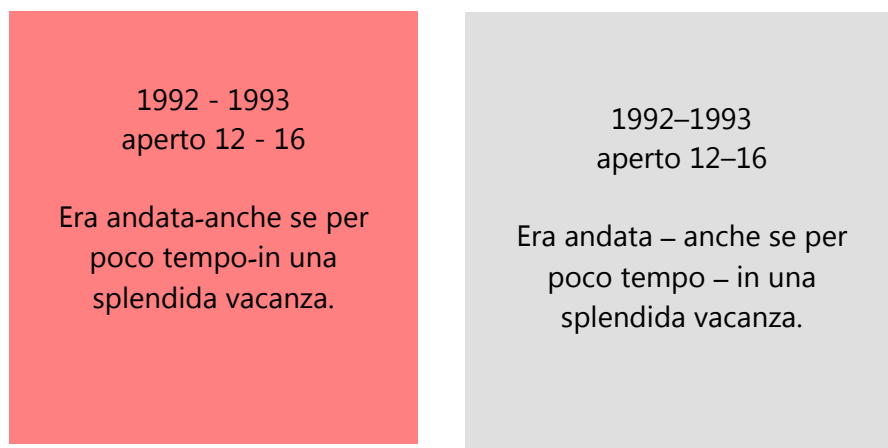 1992 - 1993
aperto 12 - 16
Era andata-anche se per
poco tempo-in una
splendida vacanza.
1992–1993
aperto 12–16
Era andata – anche se per
poco tempo – in una
splendida vacanza.